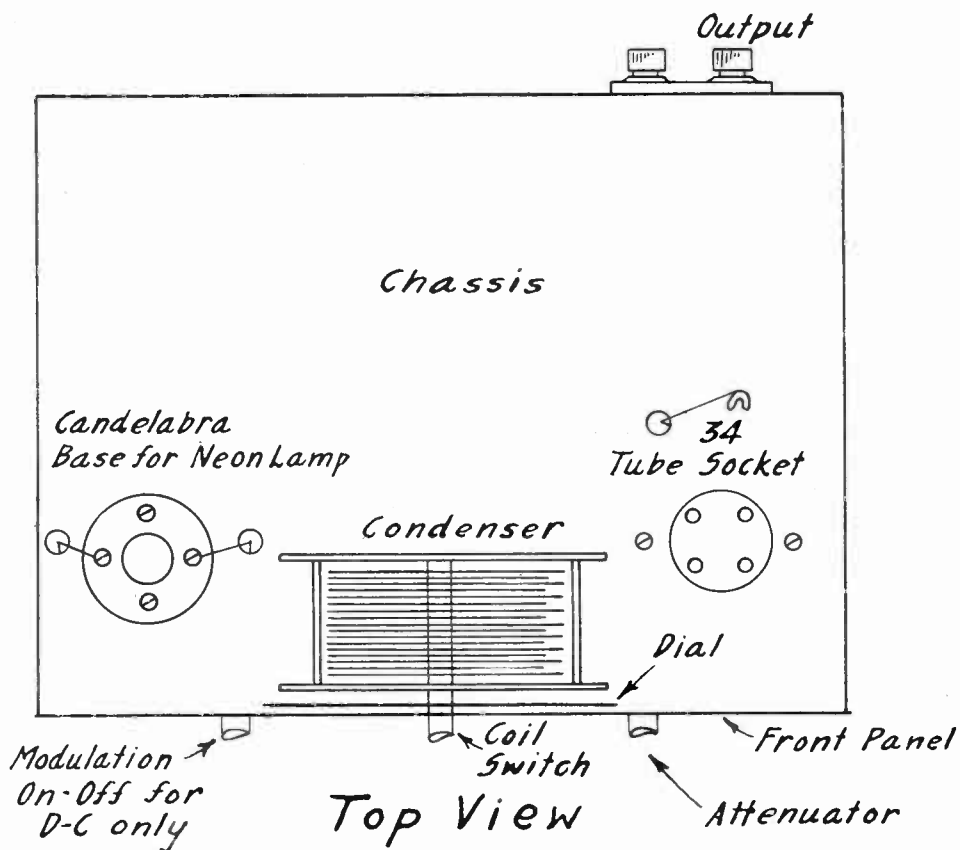 Output
Chassis
Candelabra
Base for Neon Lamp
34
Tube Socket
Condenser
Dial
Modulation
On-Off for
D-C only
Coil
Switch
Front Panel
Attenuator
Top View